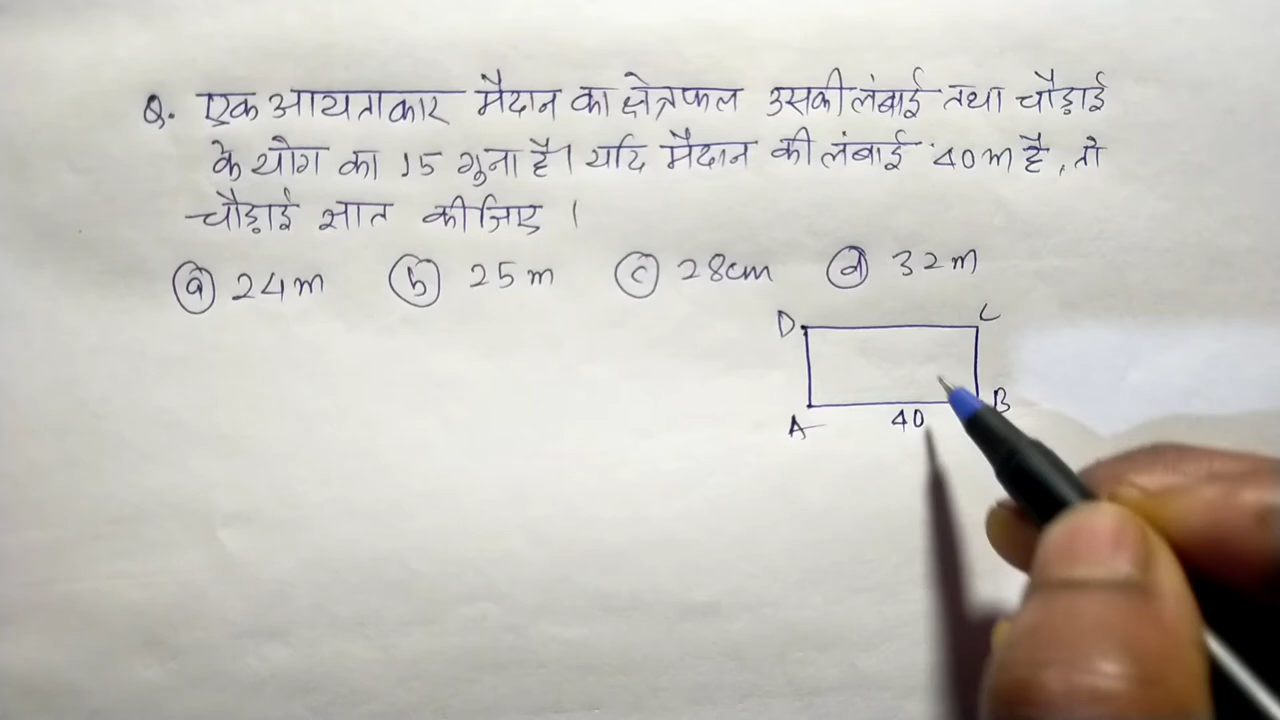 Q. एक आयताकार मैदान का क्षेत्रफल उसकी लंबाई तथा चौड़ाई
के योग का 15 गुना है। यदि मैदान की लंबाई 40m है, तो
चौड़ाई ज्ञात कीजिए ।
(a) 24m (b) 25m (c) 28cm (d) 32m
D C
A 40 B